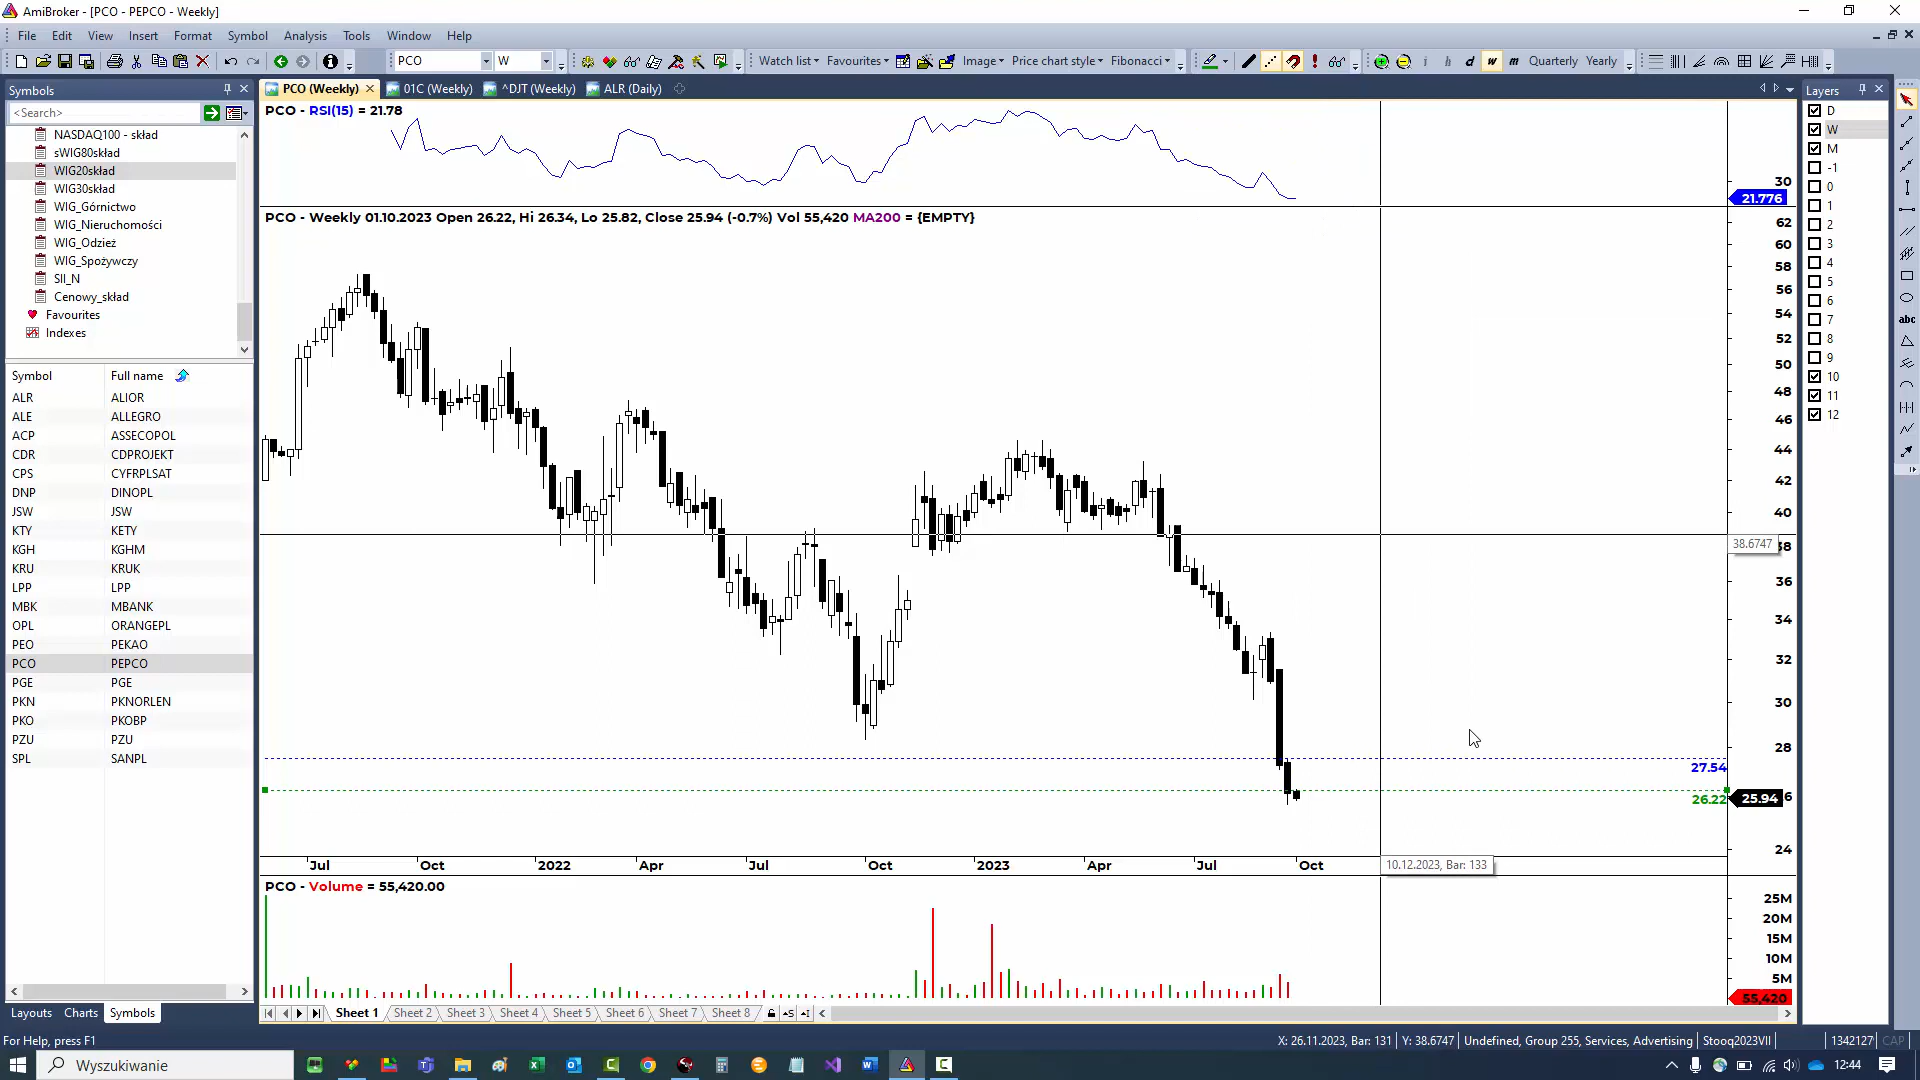 AmiBroker - [PCO - PEPCO - Weekly]
File Edit View Insert Format Symbol Analysis Tools Window Help
PCO W Watch list Favourites Image Price chart style Fibonacci i h d w m Quarterly Yearly
Symbols
PCO (Weekly) 01C (Weekly) ^DJT (Weekly) ALR (Daily)
Layers
<Search>
NASDAQ100 - skład
sWIG80skład
WIG20skład
WIG30skład
WIG_Górnictwo
WIG_Nieruchomości
WIG_Odzież
WIG_Spożywczy
SII_N
Cenowy_skład
Favourites
Indexes
Symbol Full name
ALR ALIOR
ALE ALLEGRO
ACP ASSECOPOL
CDR CDPROJEKT
CPS CYFRPLSAT
DNP DINOPL
JSW JSW
KTY KETY
KGH KGHM
KRU KRUK
LPP LPP
MBK MBANK
OPL ORANGEPL
PEO PEKAO
PCO PEPCO
PGE PGE
PKN PKNORLEN
PKO PKOBP
PZU PZU
SPL SANPL
Layouts Charts Symbols
PCO - RSI(15) = 21.78
30
21.776
PCO - Weekly 01.10.2023 Open 26.22, Hi 26.34, Lo 25.82, Close 25.94 (-0.7%) Vol 55,420 MA200 = {EMPTY}
62
60
58
56
54
52
50
48
46
44
42
40
38.6747
38
36
34
32
30
28
27.54
26.22
25.94
6
24
Jul Oct 2022 Apr Jul Oct 2023 Apr Jul Oct
10.12.2023, Bar: 133
PCO - Volume = 55,420.00
25M
20M
15M
10M
5M
55,420
Sheet 1 Sheet 2 Sheet 3 Sheet 4 Sheet 5 Sheet 6 Sheet 7 Sheet 8
D
W
M
-1
0
1
2
3
4
5
6
7
8
9
10
11
12
abc
For Help, press F1
X: 26.11.2023, Bar: 131 Y: 38.6747 Undefined, Group 255, Services, Advertising Stooq2023VII 1342127 CAP
Wyszukiwanie
12:44